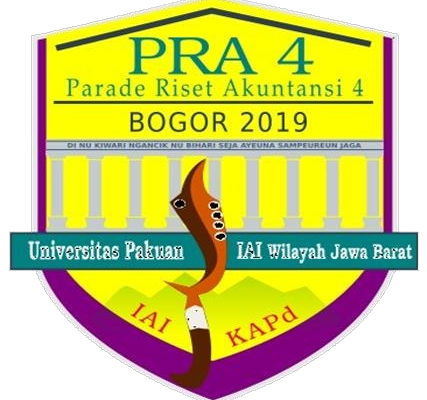 PRA 4
Parade Riset Akuntansi 4
BOGOR 2019
DI NU KIWARI NGANCIK NU BIHARI SEJA AYEUNA SAMPEUREUN JAGA
Universitas Pakuan
IAI Wilayah Jawa Barat
IAI
KAPd